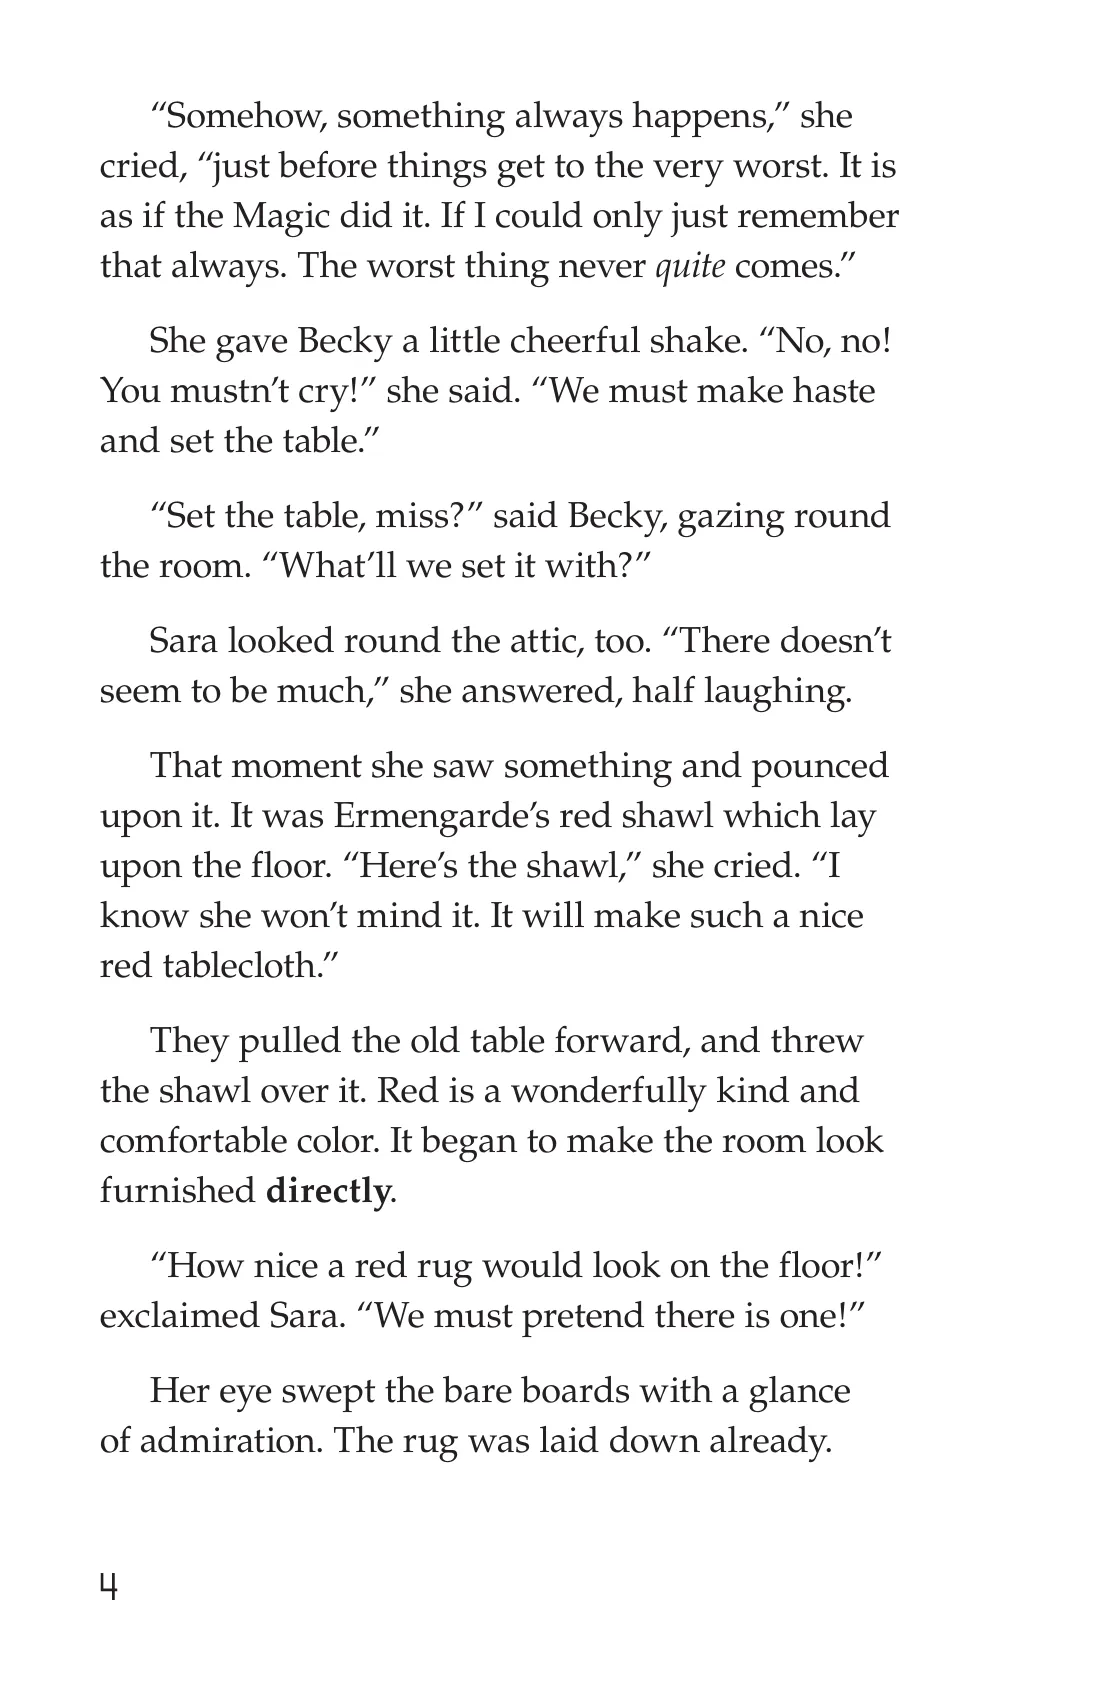 “Somehow, something always happens,” she
cried, “just before things get to the very worst. It is
as if the Magic did it. If I could only just remember
that always. The worst thing never quite comes.”
She gave Becky a little cheerful shake. “No, no!
You mustn’t cry!” she said. “We must make haste
and set the table.”
“Set the table, miss?” said Becky, gazing round
the room. “What’ll we set it with?”
Sara looked round the attic, too. “There doesn’t
seem to be much,” she answered, half laughing.
That moment she saw something and pounced
upon it. It was Ermengarde’s red shawl which lay
upon the floor. “Here’s the shawl,” she cried. “I
know she won’t mind it. It will make such a nice
red tablecloth.”
They pulled the old table forward, and threw
the shawl over it. Red is a wonderfully kind and
comfortable color. It began to make the room look
furnished directly.
“How nice a red rug would look on the floor!”
exclaimed Sara. “We must pretend there is one!”
Her eye swept the bare boards with a glance
of admiration. The rug was laid down already.
4